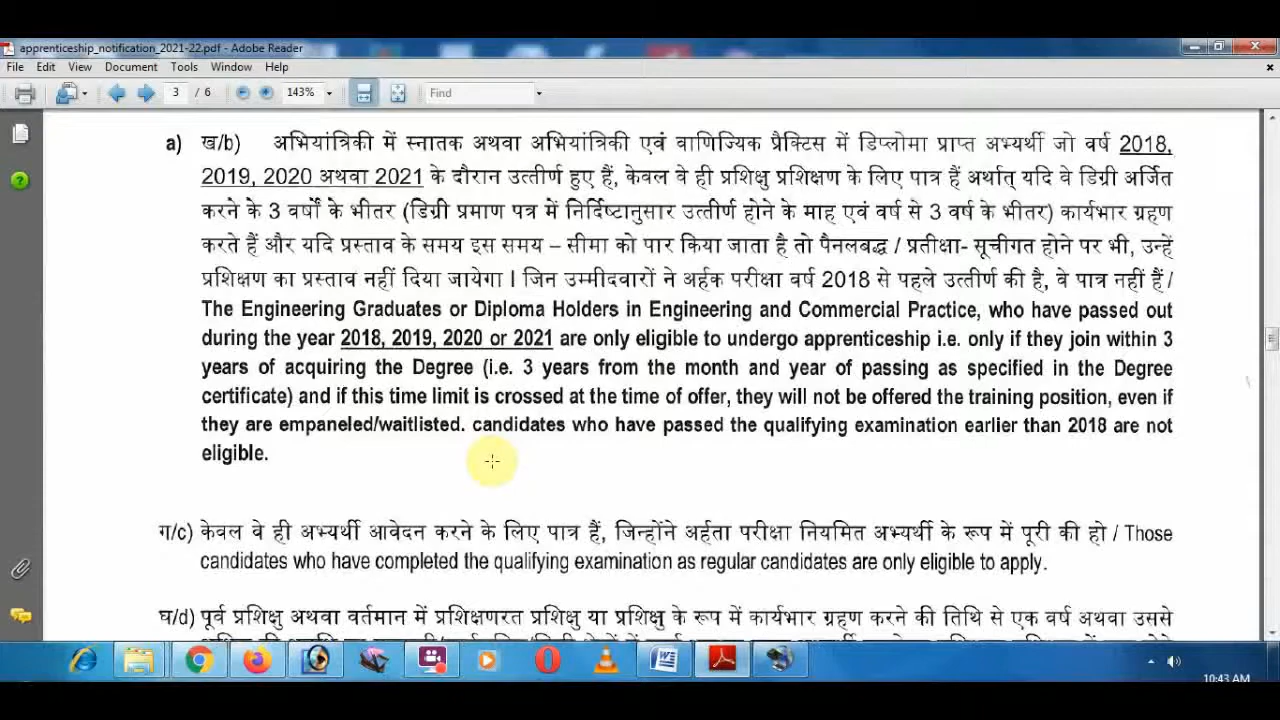 apprenticeship_notification_2021-22.pdf - Adobe Reader
File Edit View Document Tools Window Help
3 / 6 143% Find
a) ख/b) अभियांत्रिकी में स्नातक अथवा अभियांत्रिकी एवं वाणिज्यिक प्रैक्टिस में डिप्लोमा प्राप्त अभ्यर्थी जो वर्ष 2018,
2019, 2020 अथवा 2021 के दौरान उत्तीर्ण हुए हैं, केवल वे ही प्रशिक्षु प्रशिक्षण के लिए पात्र हैं अर्थात् यदि वे डिग्री अर्जित
करने के 3 वर्षों के भीतर (डिग्री प्रमाण पत्र में निर्दिष्टानुसार उत्तीर्ण होने के माह एवं वर्ष से 3 वर्ष के भीतर) कार्यभार ग्रहण
करते हैं और यदि प्रस्ताव के समय इस समय – सीमा को पार किया जाता है तो पैनलबद्ध / प्रतीक्षा- सूचीगत होने पर भी, उन्हें
प्रशिक्षण का प्रस्ताव नहीं दिया जायेगा । जिन उम्मीदवारों ने अर्हक परीक्षा वर्ष 2018 से पहले उत्तीर्ण की है, वे पात्र नहीं हैं /
The Engineering Graduates or Diploma Holders in Engineering and Commercial Practice, who have passed out
during the year 2018, 2019, 2020 or 2021 are only eligible to undergo apprenticeship i.e. only if they join within 3
years of acquiring the Degree (i.e. 3 years from the month and year of passing as specified in the Degree
certificate) and if this time limit is crossed at the time of offer, they will not be offered the training position, even if
they are empaneled/waitlisted. candidates who have passed the qualifying examination earlier than 2018 are not
eligible.
ग/c) केवल वे ही अभ्यर्थी आवेदन करने के लिए पात्र हैं, जिन्होंने अर्हता परीक्षा नियमित अभ्यर्थी के रूप में पूरी की हो / Those
candidates who have completed the qualifying examination as regular candidates are only eligible to apply.
घ/d) पूर्व प्रशिक्षु अथवा वर्तमान में प्रशिक्षणरत प्रशिक्षु या प्रशिक्षु के रूप में कार्यभार ग्रहण करने की तिथि से एक वर्ष अथवा उससे
10:43 AM